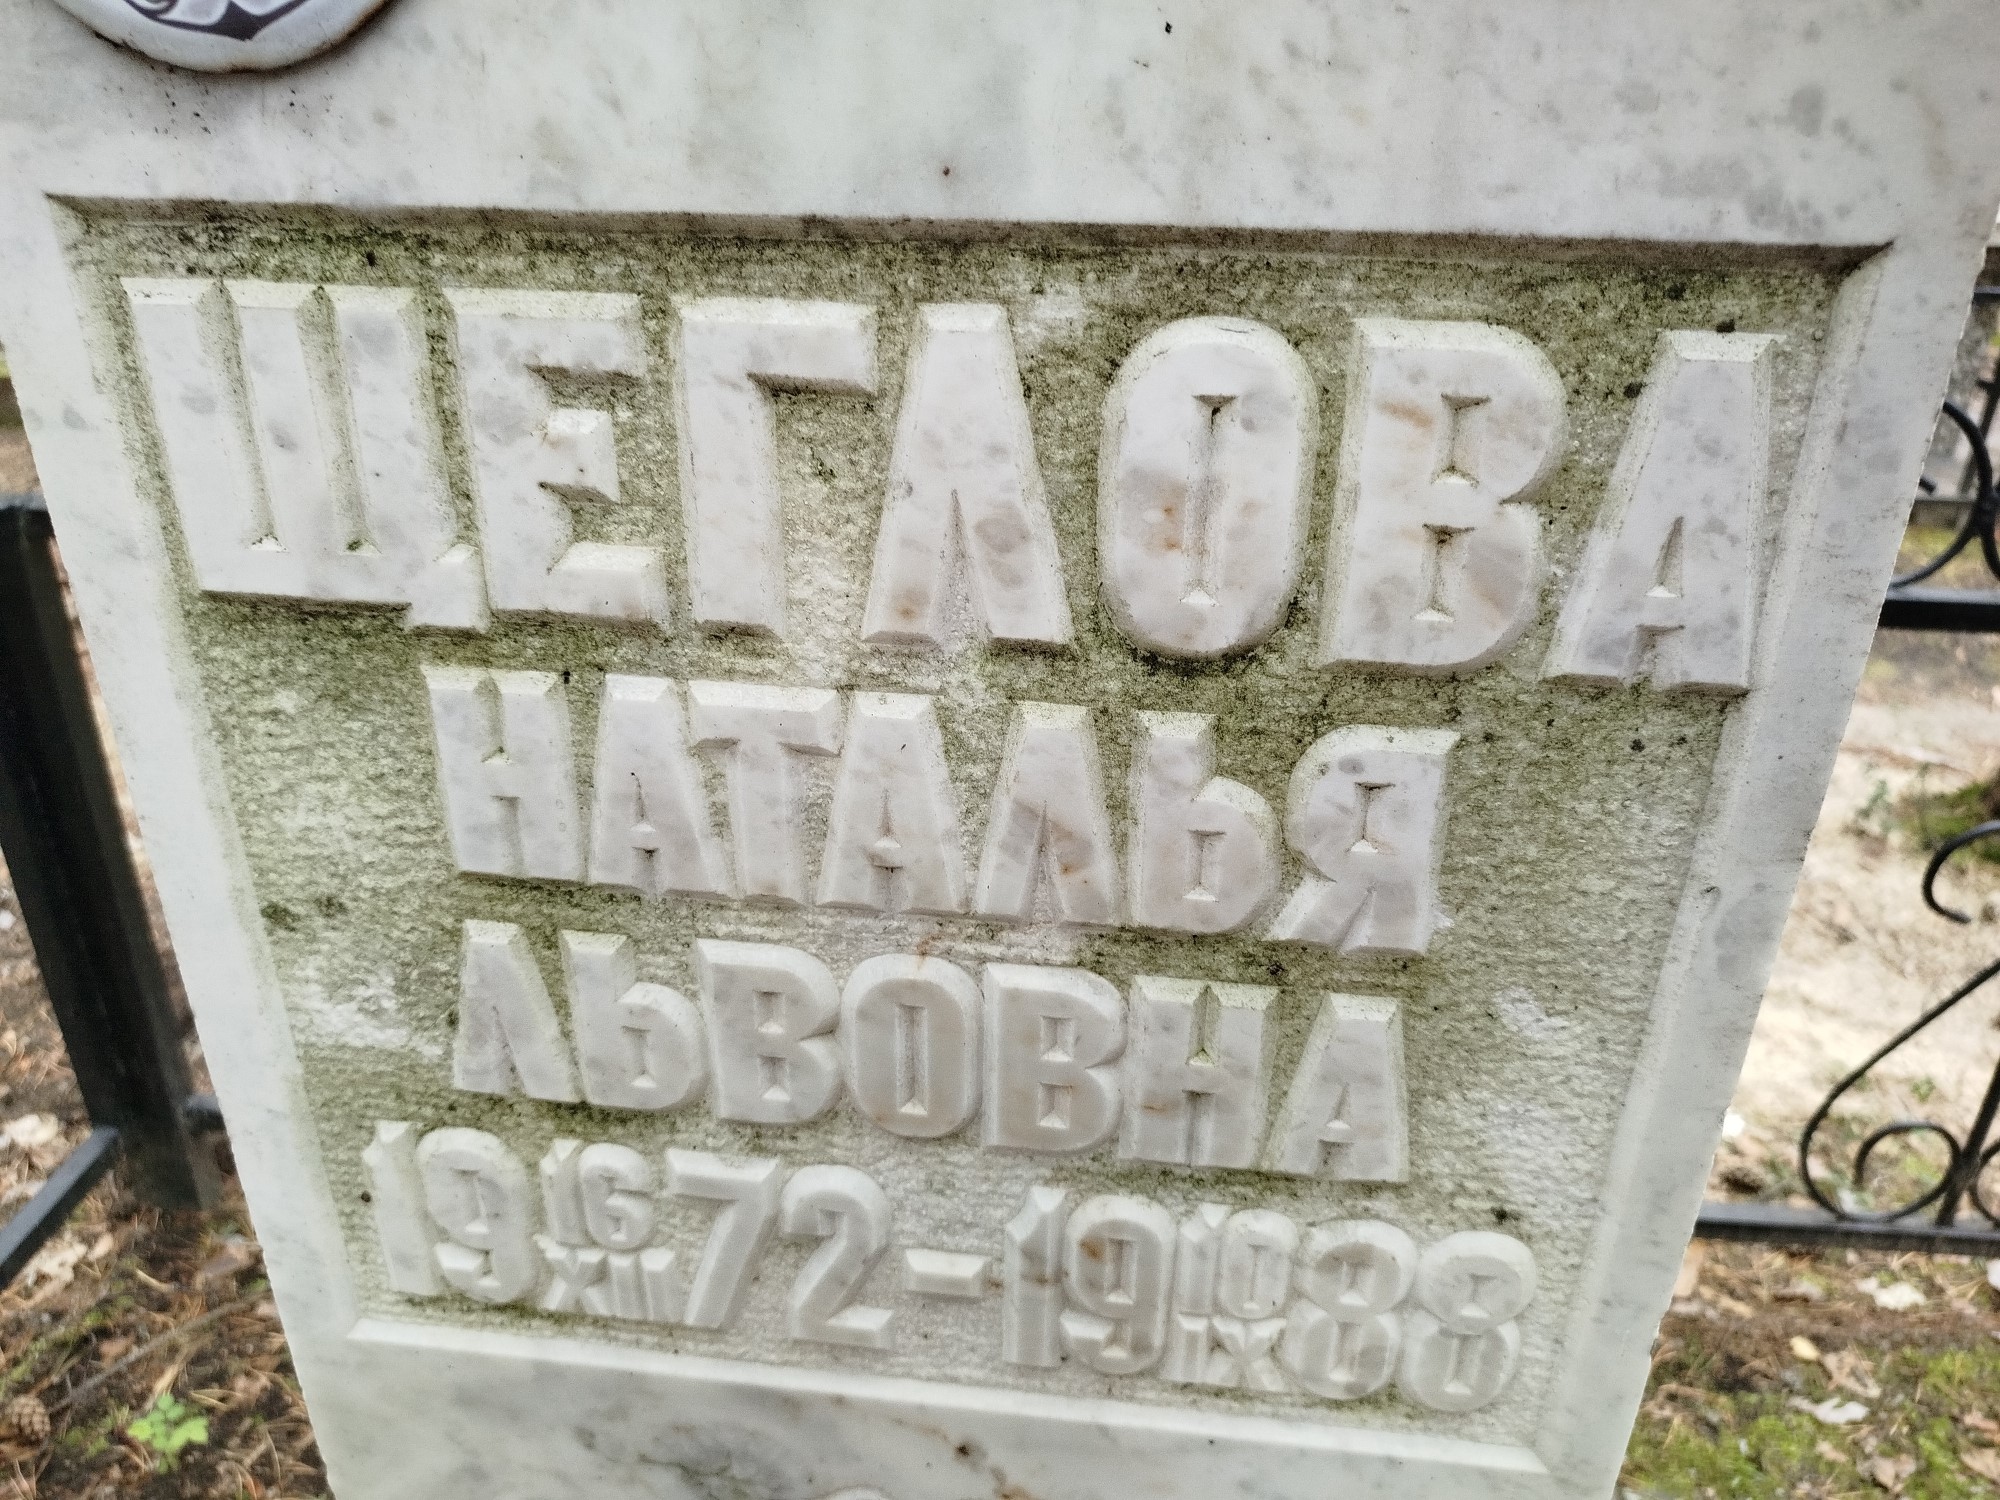 ЩЕГЛОВА
НАТАЛЬЯ
ЛЬВОВНА
19 16/XII 72 - 19 10/IX 88